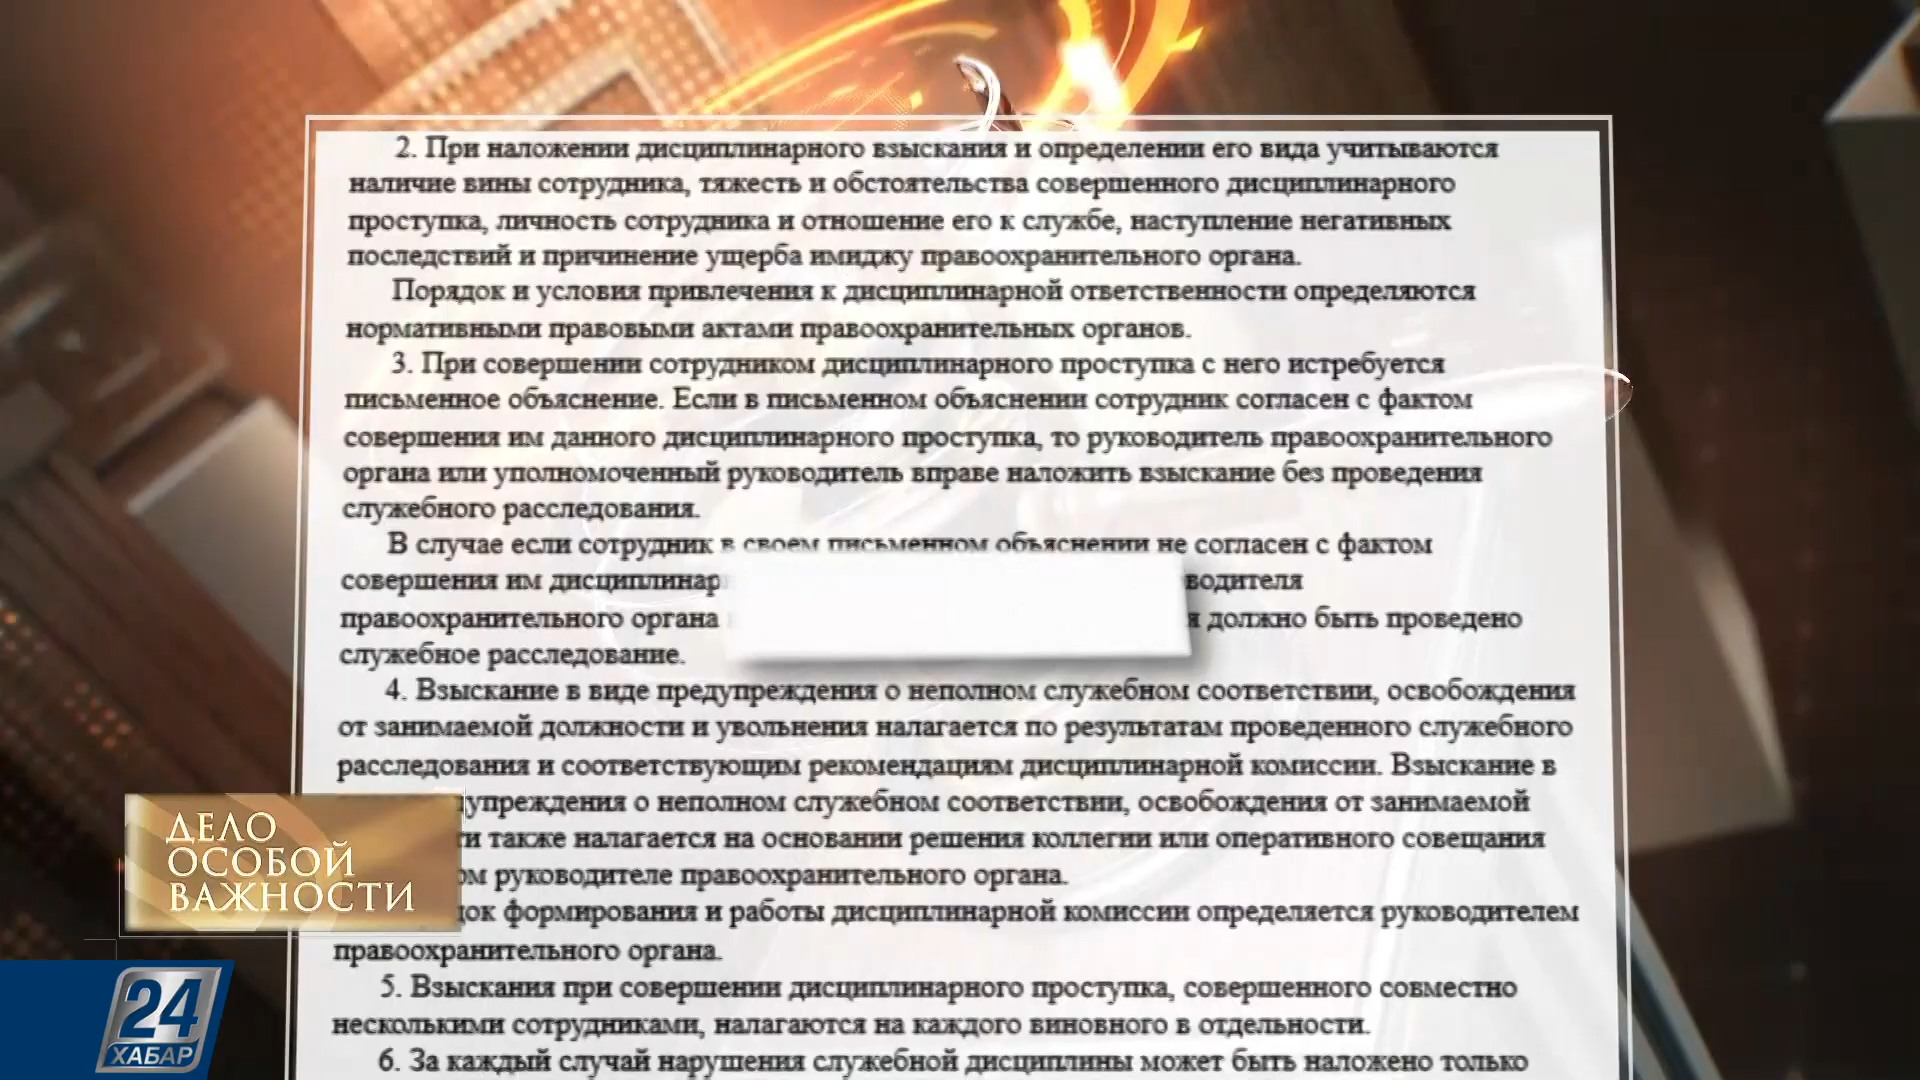 2. При наложении дисциплинарного взыскания и определении его вида учитываются
наличие вины сотрудника, тяжесть и обстоятельства совершенного дисциплинарного
проступка, личность сотрудника и отношение его к службе, наступление негативных
последствий и причинение ущерба имиджу правоохранительного органа.
Порядок и условия привлечения к дисциплинарной ответственности определяются
нормативными правовыми актами правоохранительных органов.
3. При совершении сотрудником дисциплинарного проступка с него истребуется
письменное объяснение. Если в письменном объяснении сотрудник согласен с фактом
совершения им данного дисциплинарного проступка, то руководитель правоохранительного
органа или уполномоченный руководитель вправе наложить взыскание без проведения
служебного расследования.
В случае если сотрудник в своем письменном объяснении не согласен с фактом
совершения им
правоохранительного органа должно быть проведено
служебное расследование.
4. Взыскание в виде предупреждения о неполном служебном соответствии, освобождения
от занимаемой должности и увольнения налагается по результатам проведенного служебного
расследования и соответствующим рекомендациям дисциплинарной комиссии. Взыскание в
о неполном служебном соответствии, освобождения от занимаемой
также налагается на основании решения коллегии или оперативного совещания
руководителе правоохранительного органа.
формирования и работы дисциплинарной комиссии определяется руководителем
правоохранительного органа.
5. Взыскания при совершении дисциплинарного проступка, совершенного совместно
несколькими сотрудниками, налагаются на каждого виновного в отдельности.
6. За каждый случай нарушения служебной дисциплины может быть наложено только
ДЕЛО
ОСОБОЙ
ВАЖНОСТИ
24
ХАБАР